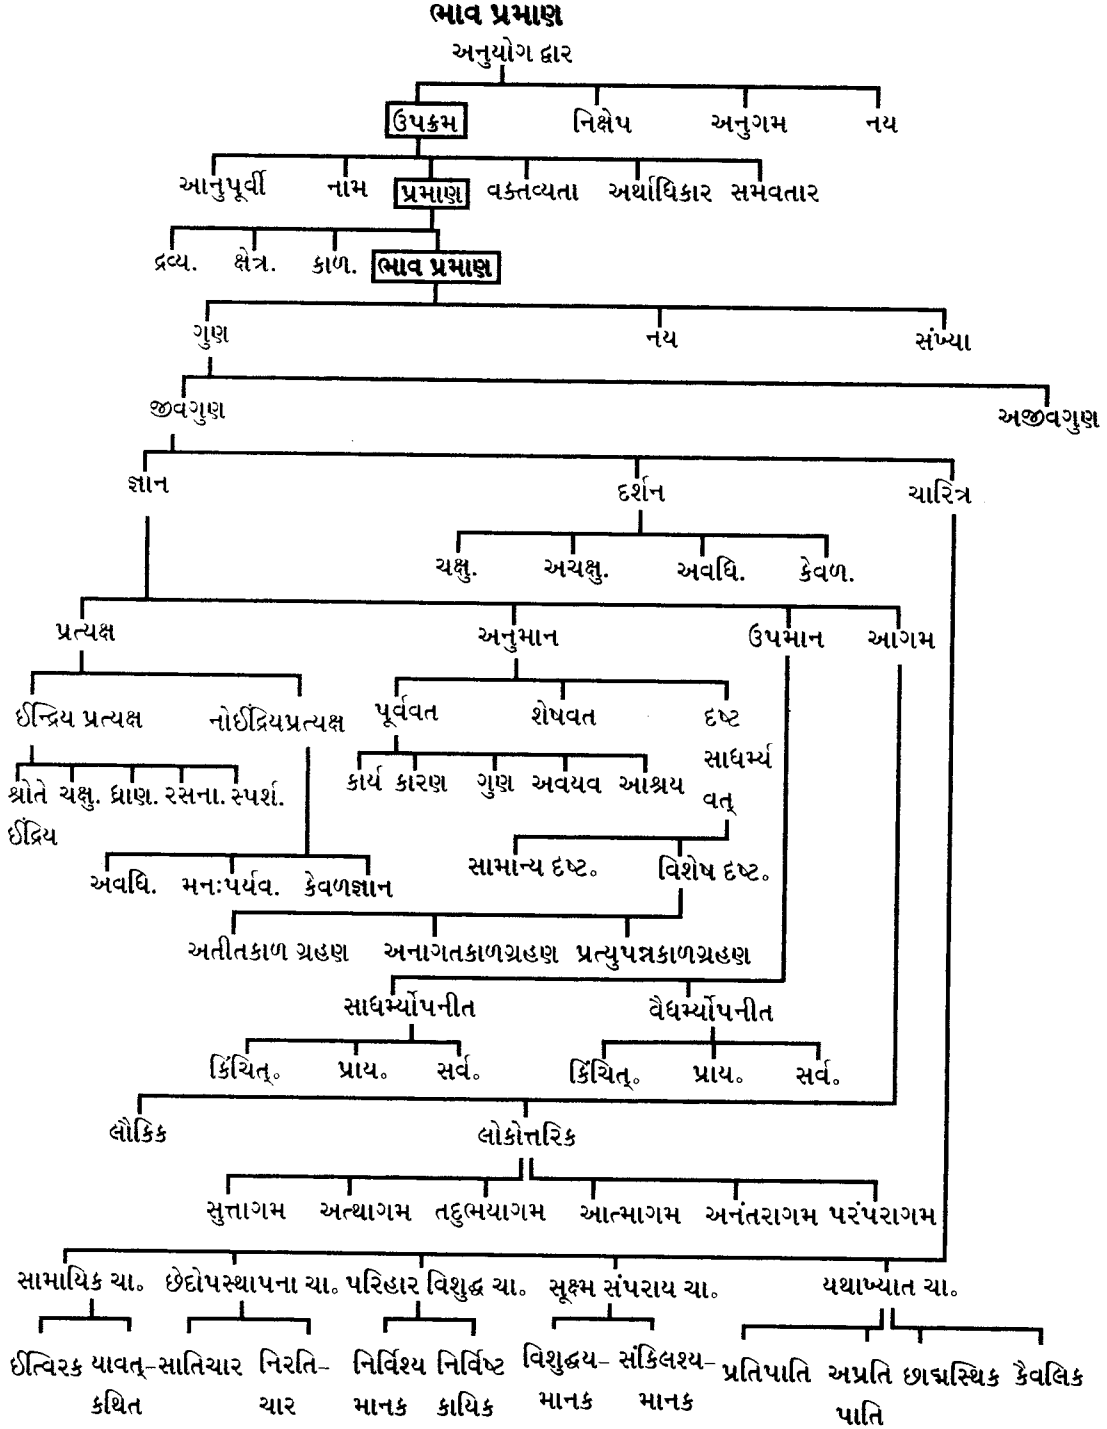 ભાવ પ્રમાણ
અનુયોગ દ્વાર
ઉપક્રમ નિક્ષેપ અનુગમ નય
આનુપૂર્વી નામ પ્રમાણ વક્તવ્યતા અર્થાધિકાર સમવતાર
દ્રવ્ય. ક્ષેત્ર. કાળ. ભાવ પ્રમાણ
ગુણ નય સંખ્યા
જીવગુણ અજીવગુણ
જ્ઞાન દર્શન ચારિત્ર
ચક્ષુ. અચક્ષુ. અવધિ. કેવળ.
પ્રત્યક્ષ અનુમાન ઉપમાન આગમ
ઈન્દ્રિય પ્રત્યક્ષ નોઈંદ્રિયપ્રત્યક્ષ પૂર્વવત શેષવત દષ્ટ
સાધર્મ્ય
વત્
કાર્ય કારણ ગુણ અવયવ આશ્રય
શ્રોતે ચક્ષુ. ઘ્રાણ. રસના. સ્પર્શ.
ઈંદ્રિય
સામાન્ય દષ્ટ. વિશેષ દષ્ટ.
અવધિ. મનઃપર્યવ. કેવળજ્ઞાન
અતીતકાળ ગ્રહણ અનાગતકાળગ્રહણ પ્રત્યુપન્નકાળગ્રહણ
સાધર્મ્યોપનીત વૈધર્મ્યોપનીત
કિંચિત્. પ્રાય. સર્વ. કિંચિત્. પ્રાય. સર્વ.
લૌકિક લોકોત્તરિક
સુત્તાગમ અત્થાગમ તદુભયાગમ આત્માગમ અનંતરાગમ પરંપરાગમ
સામાયિક ચા. છેદોપસ્થાપના ચા. પરિહાર વિશુદ્ધ ચા. સૂક્ષ્મ સંપરાય ચા. યથાખ્યાત ચા.
ઈત્વિરક યાવત્- સાતિચાર નિરતિ- નિર્વિશ્ય નિર્વિષ્ટ વિશુદ્ધય- સંકિલશ્ય- પ્રતિપાતિ અપ્રતિ છાદ્મસ્થિક કૈવલિક
કથિત ચાર માનક કાયિક માનક માનક પાતિ